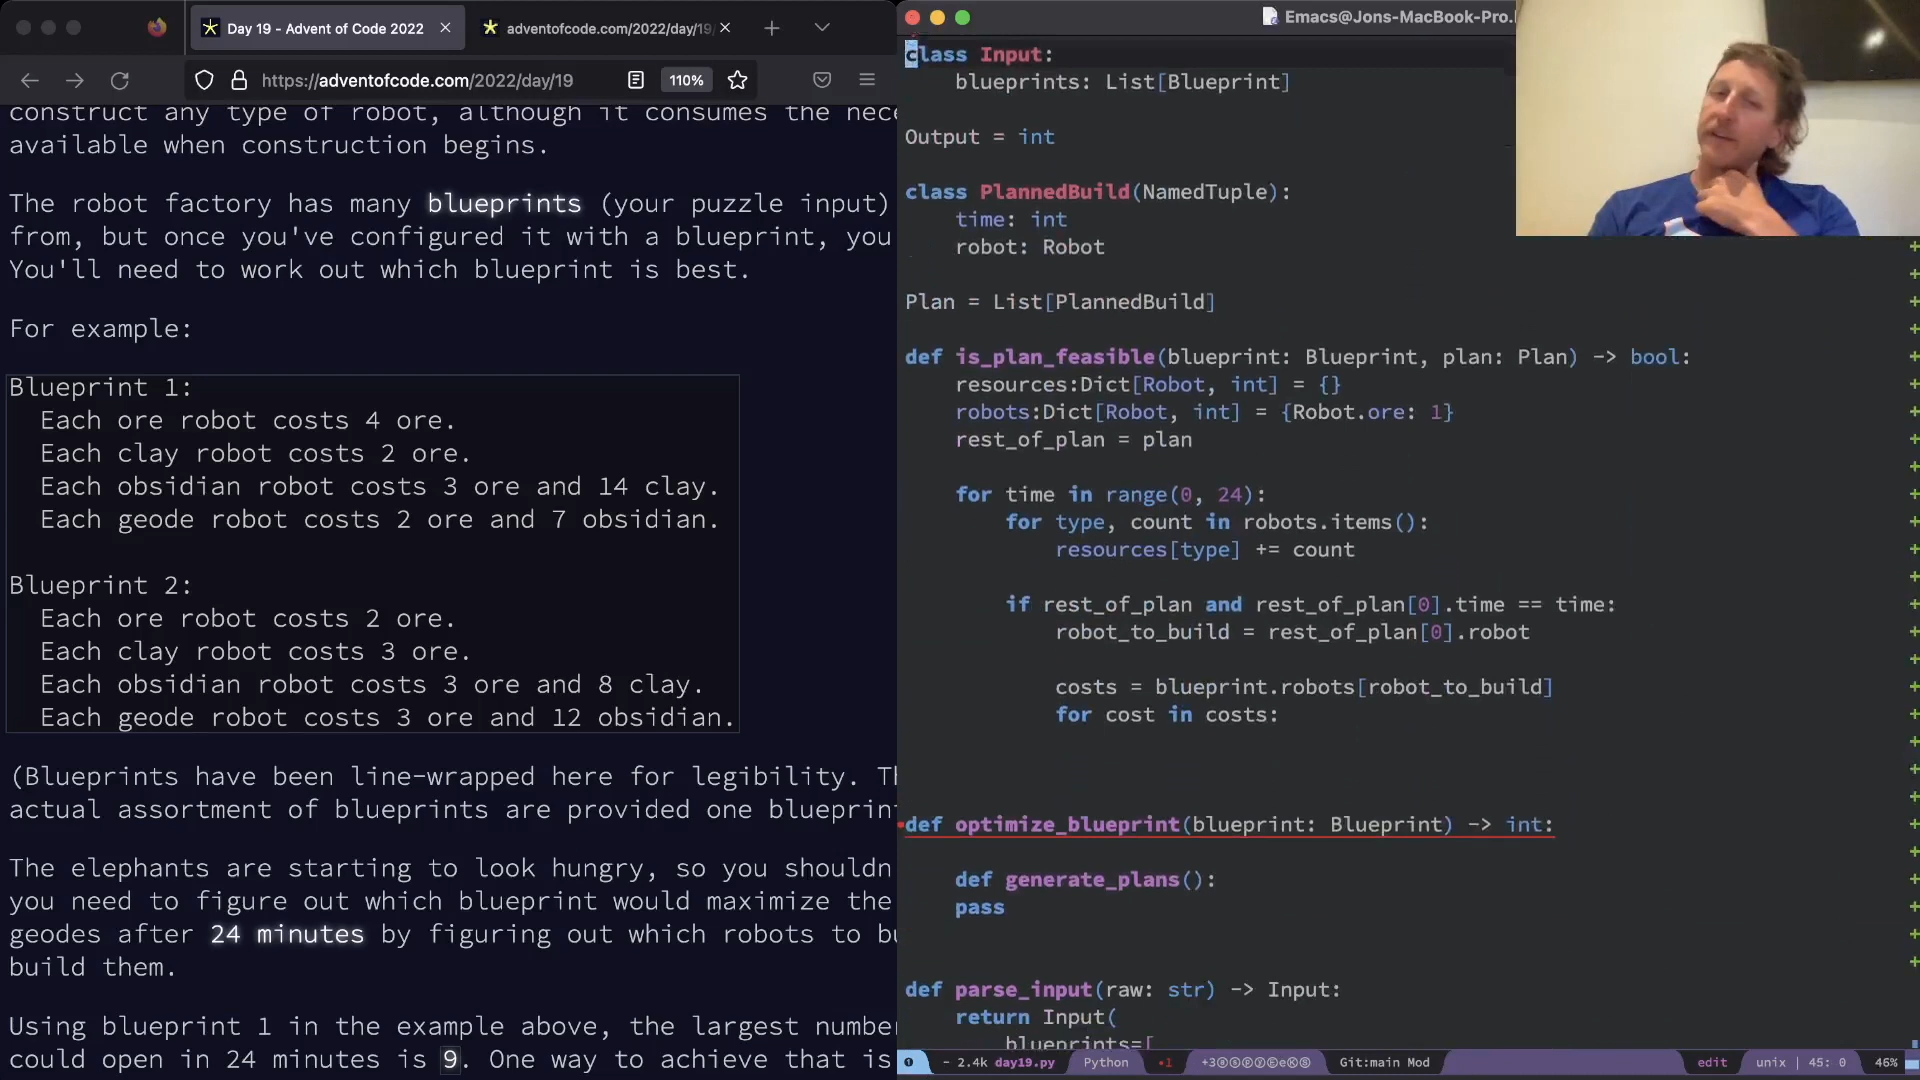 Day 19 - Advent of Code 2022
adventofcode.com/2022/day/19
https://adventofcode.com/2022/day/19
110%
construct any type of robot, although it consumes the nece
available when construction begins.
The robot factory has many blueprints (your puzzle input)
from, but once you've configured it with a blueprint, you
You'll need to work out which blueprint is best.
For example:
Blueprint 1:
Each ore robot costs 4 ore.
Each clay robot costs 2 ore.
Each obsidian robot costs 3 ore and 14 clay.
Each geode robot costs 2 ore and 7 obsidian.
Blueprint 2:
Each ore robot costs 2 ore.
Each clay robot costs 3 ore.
Each obsidian robot costs 3 ore and 8 clay.
Each geode robot costs 3 ore and 12 obsidian.
(Blueprints have been line-wrapped here for legibility. Th
actual assortment of blueprints are provided one blueprin
The elephants are starting to look hungry, so you shouldn
you need to figure out which blueprint would maximize the
geodes after 24 minutes by figuring out which robots to bu
build them.
Using blueprint 1 in the example above, the largest number
could open in 24 minutes is 9. One way to achieve that is
Emacs@Jons-MacBook-Pro.
class Input:
blueprints: List[Blueprint]
Output = int
class PlannedBuild(NamedTuple):
time: int
robot: Robot
Plan = List[PlannedBuild]
def is_plan_feasible(blueprint: Blueprint, plan: Plan) -> bool:
resources:Dict[Robot, int] = {}
robots:Dict[Robot, int] = {Robot.ore: 1}
rest_of_plan = plan
for time in range(0, 24):
for type, count in robots.items():
resources[type] += count
if rest_of_plan and rest_of_plan[0].time == time:
robot_to_build = rest_of_plan[0].robot
costs = blueprint.robots[robot_to_build]
for cost in costs:
def optimize_blueprint(blueprint: Blueprint) -> int:
def generate_plans():
pass
def parse_input(raw: str) -> Input:
return Input(
blueprints=[
- 2.4k day19.py Python •1 Git:main Mod edit unix | 45: 0 46%